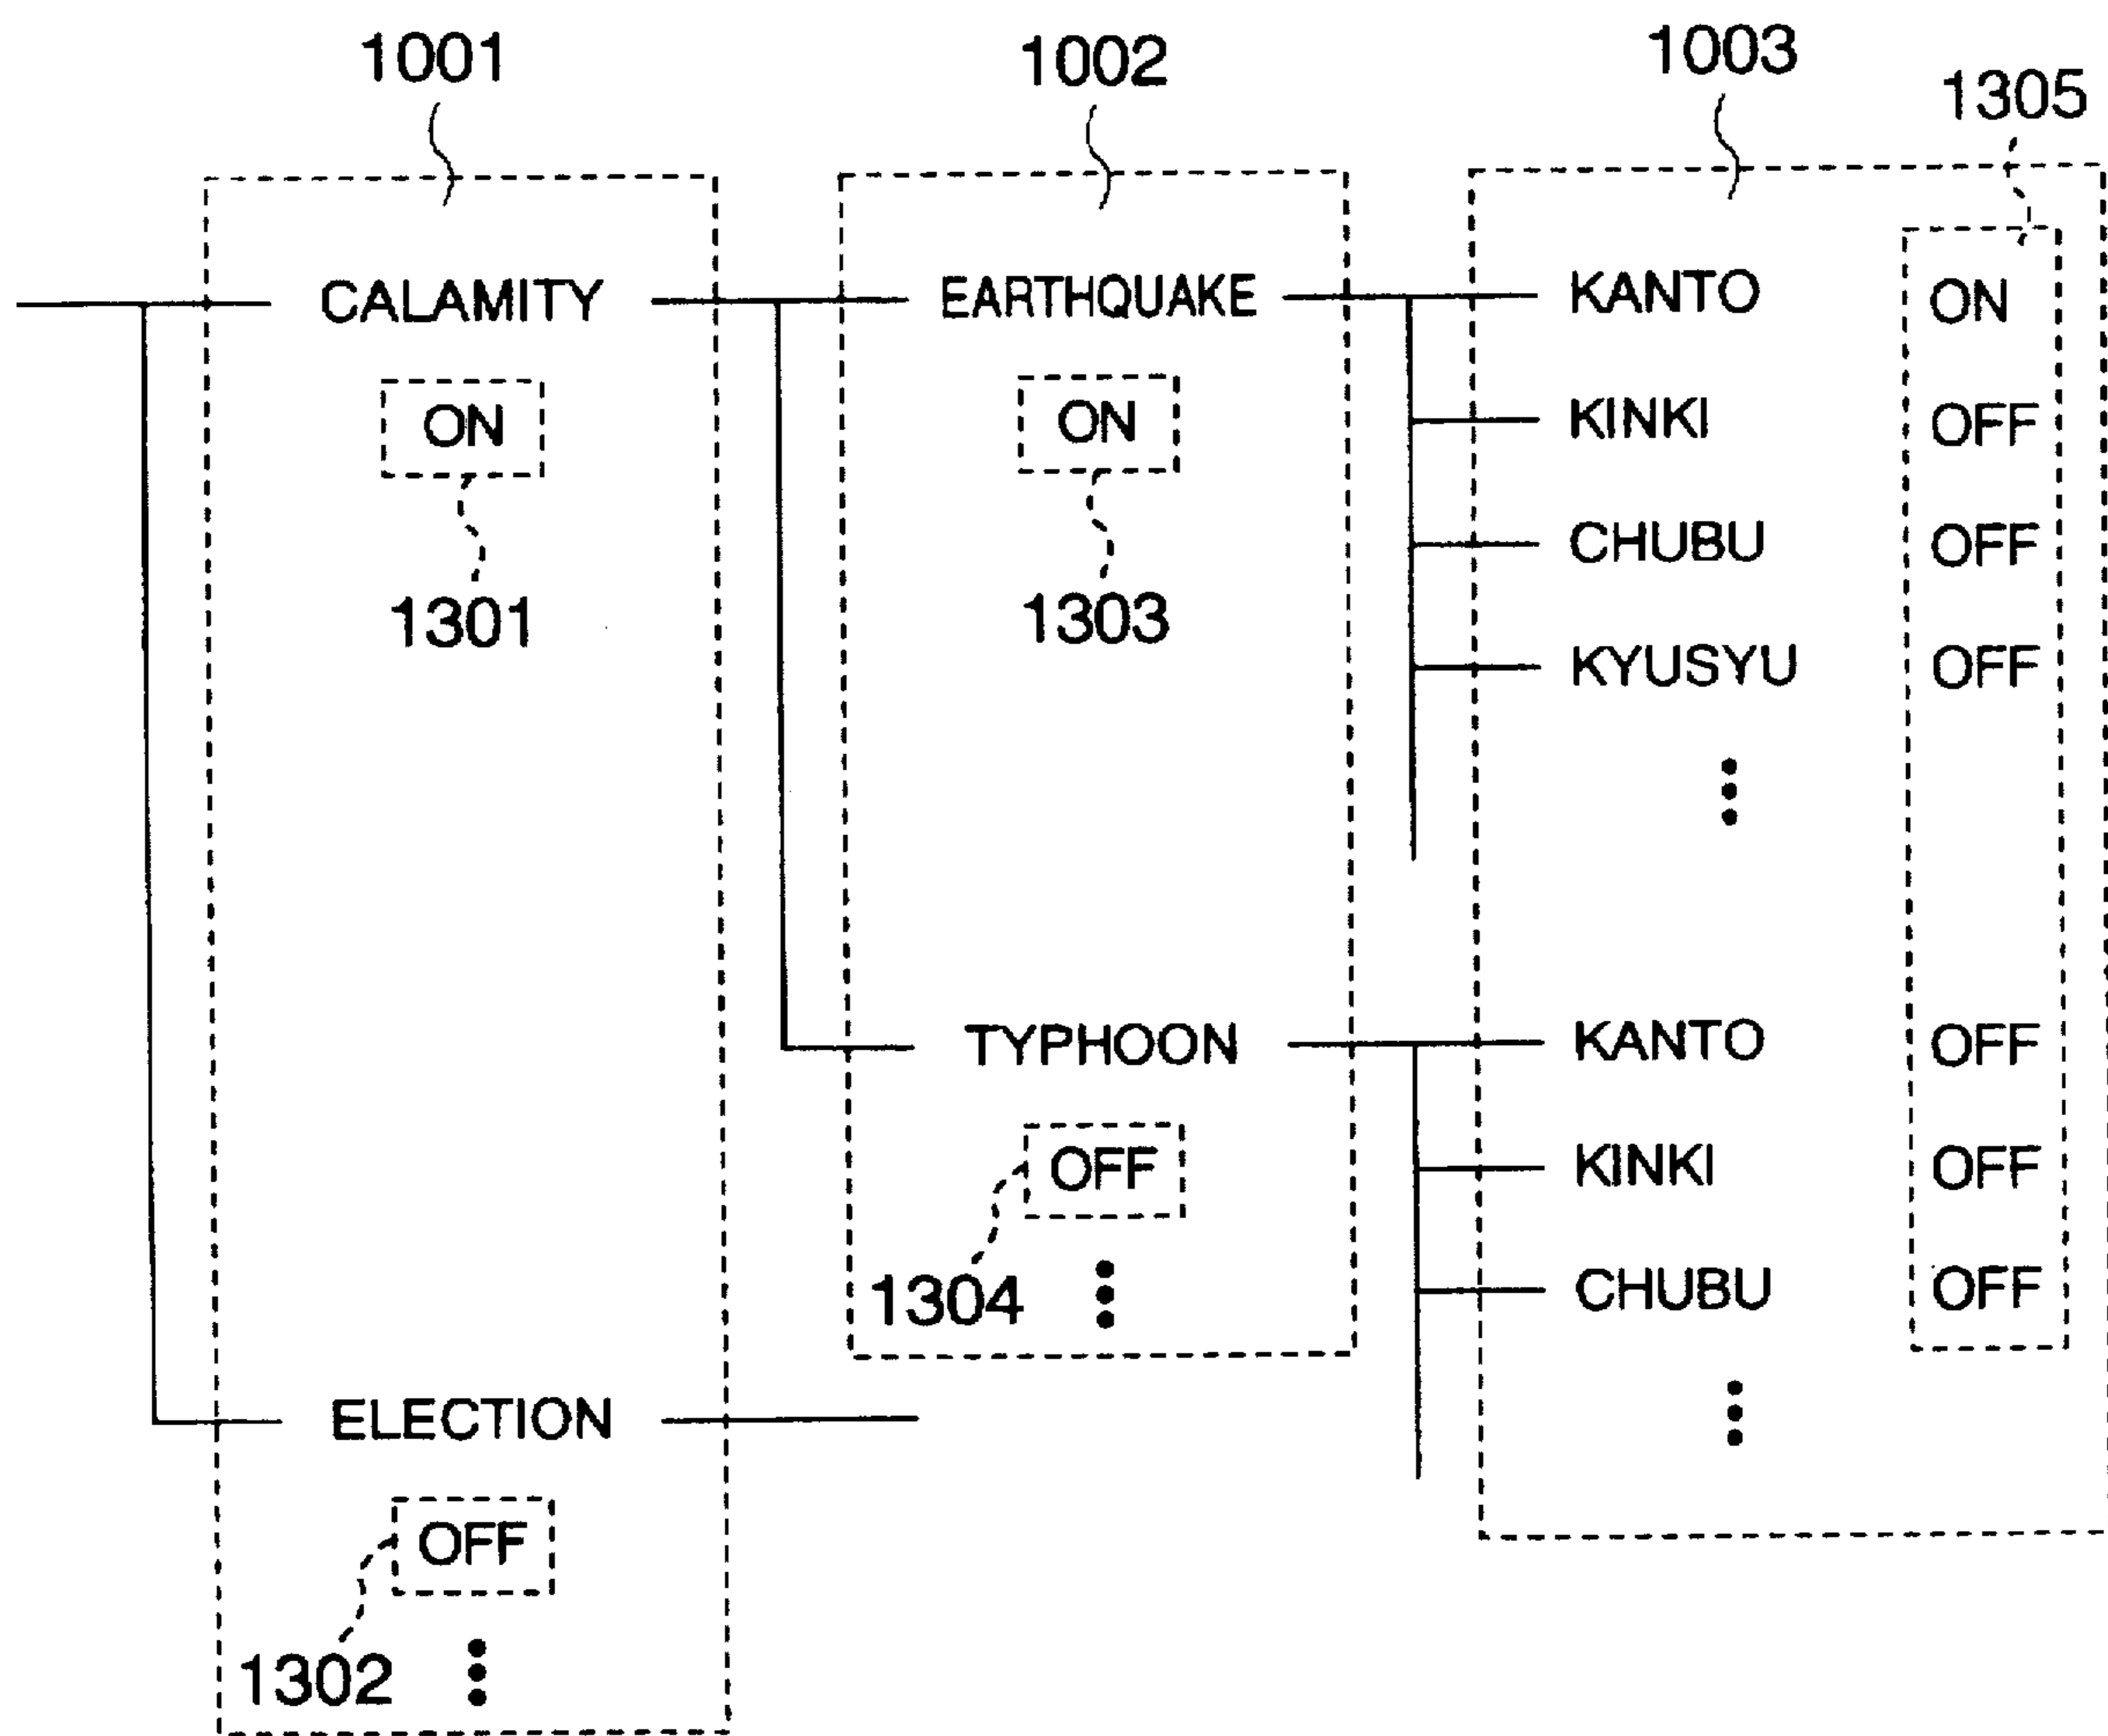 1001 1002 1003 1305
CALAMITY EARTHQUAKE KANTO ON
ON ON KINKI OFF
CHUBU OFF
1301 1303
KYUSYU OFF
TYPHOON KANTO OFF
OFF KINKI OFF
1304 CHUBU OFF
ELECTION
OFF
1302